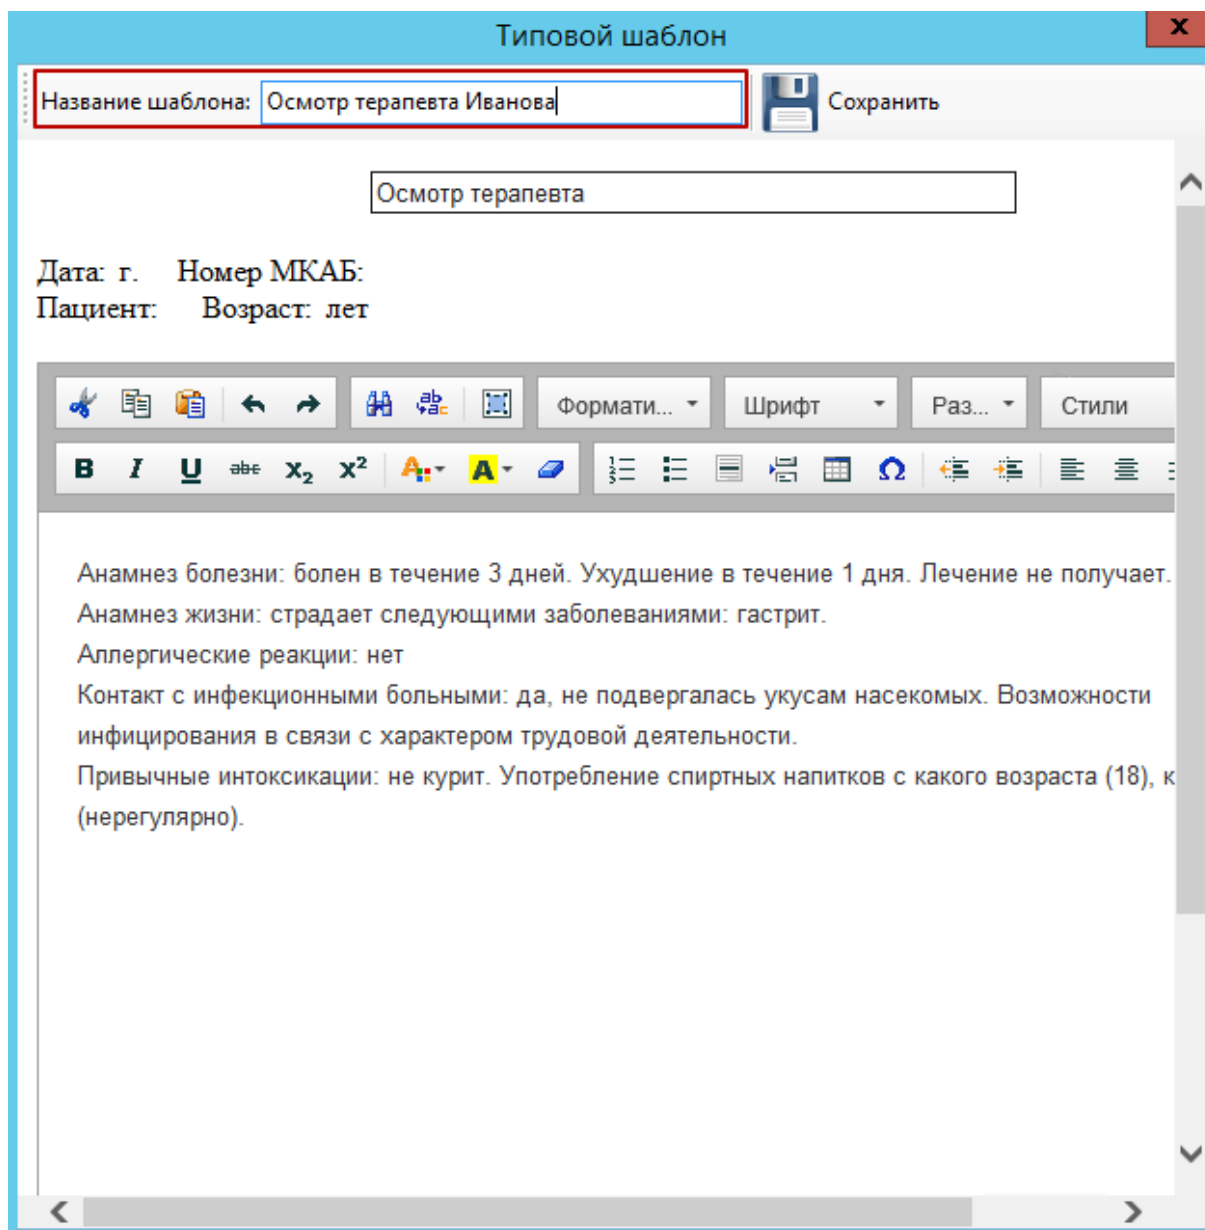 Типовой шаблон
x
Название шаблона: Осмотр терапевта Иванова Сохранить
Осмотр терапевта
Дата: г. Номер МКАБ:
Пациент: Возраст: лет
Формати... Шрифт Раз... Стили
B I U abc X₂ X² A A Ω
Анамнез болезни: болен в течение 3 дней. Ухудшение в течение 1 дня. Лечение не получает.
Анамнез жизни: страдает следующими заболеваниями: гастрит.
Аллергические реакции: нет
Контакт с инфекционными больными: да, не подвергалась укусам насекомых. Возможности
инфицирования в связи с характером трудовой деятельности.
Привычные интоксикации: не курит. Употребление спиртных напитков с какого возраста (18), к
(нерегулярно).